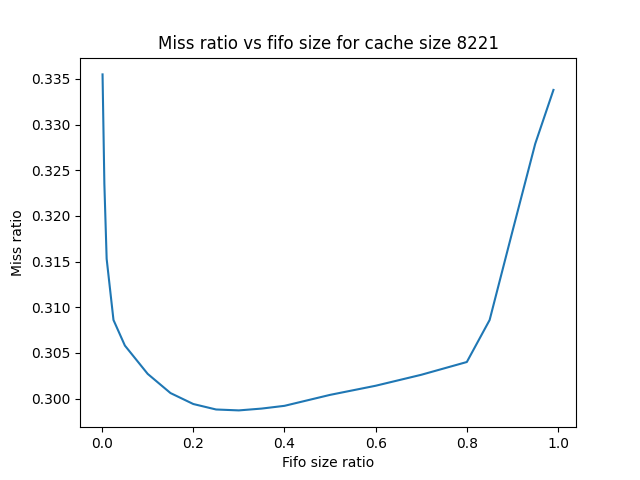 Miss ratio vs fifo size for cache size 8221
0.335
0.330
0.325
0.320
0.315
0.310
0.305
0.300
Miss ratio
0.0 0.2 0.4 0.6 0.8 1.0
Fifo size ratio